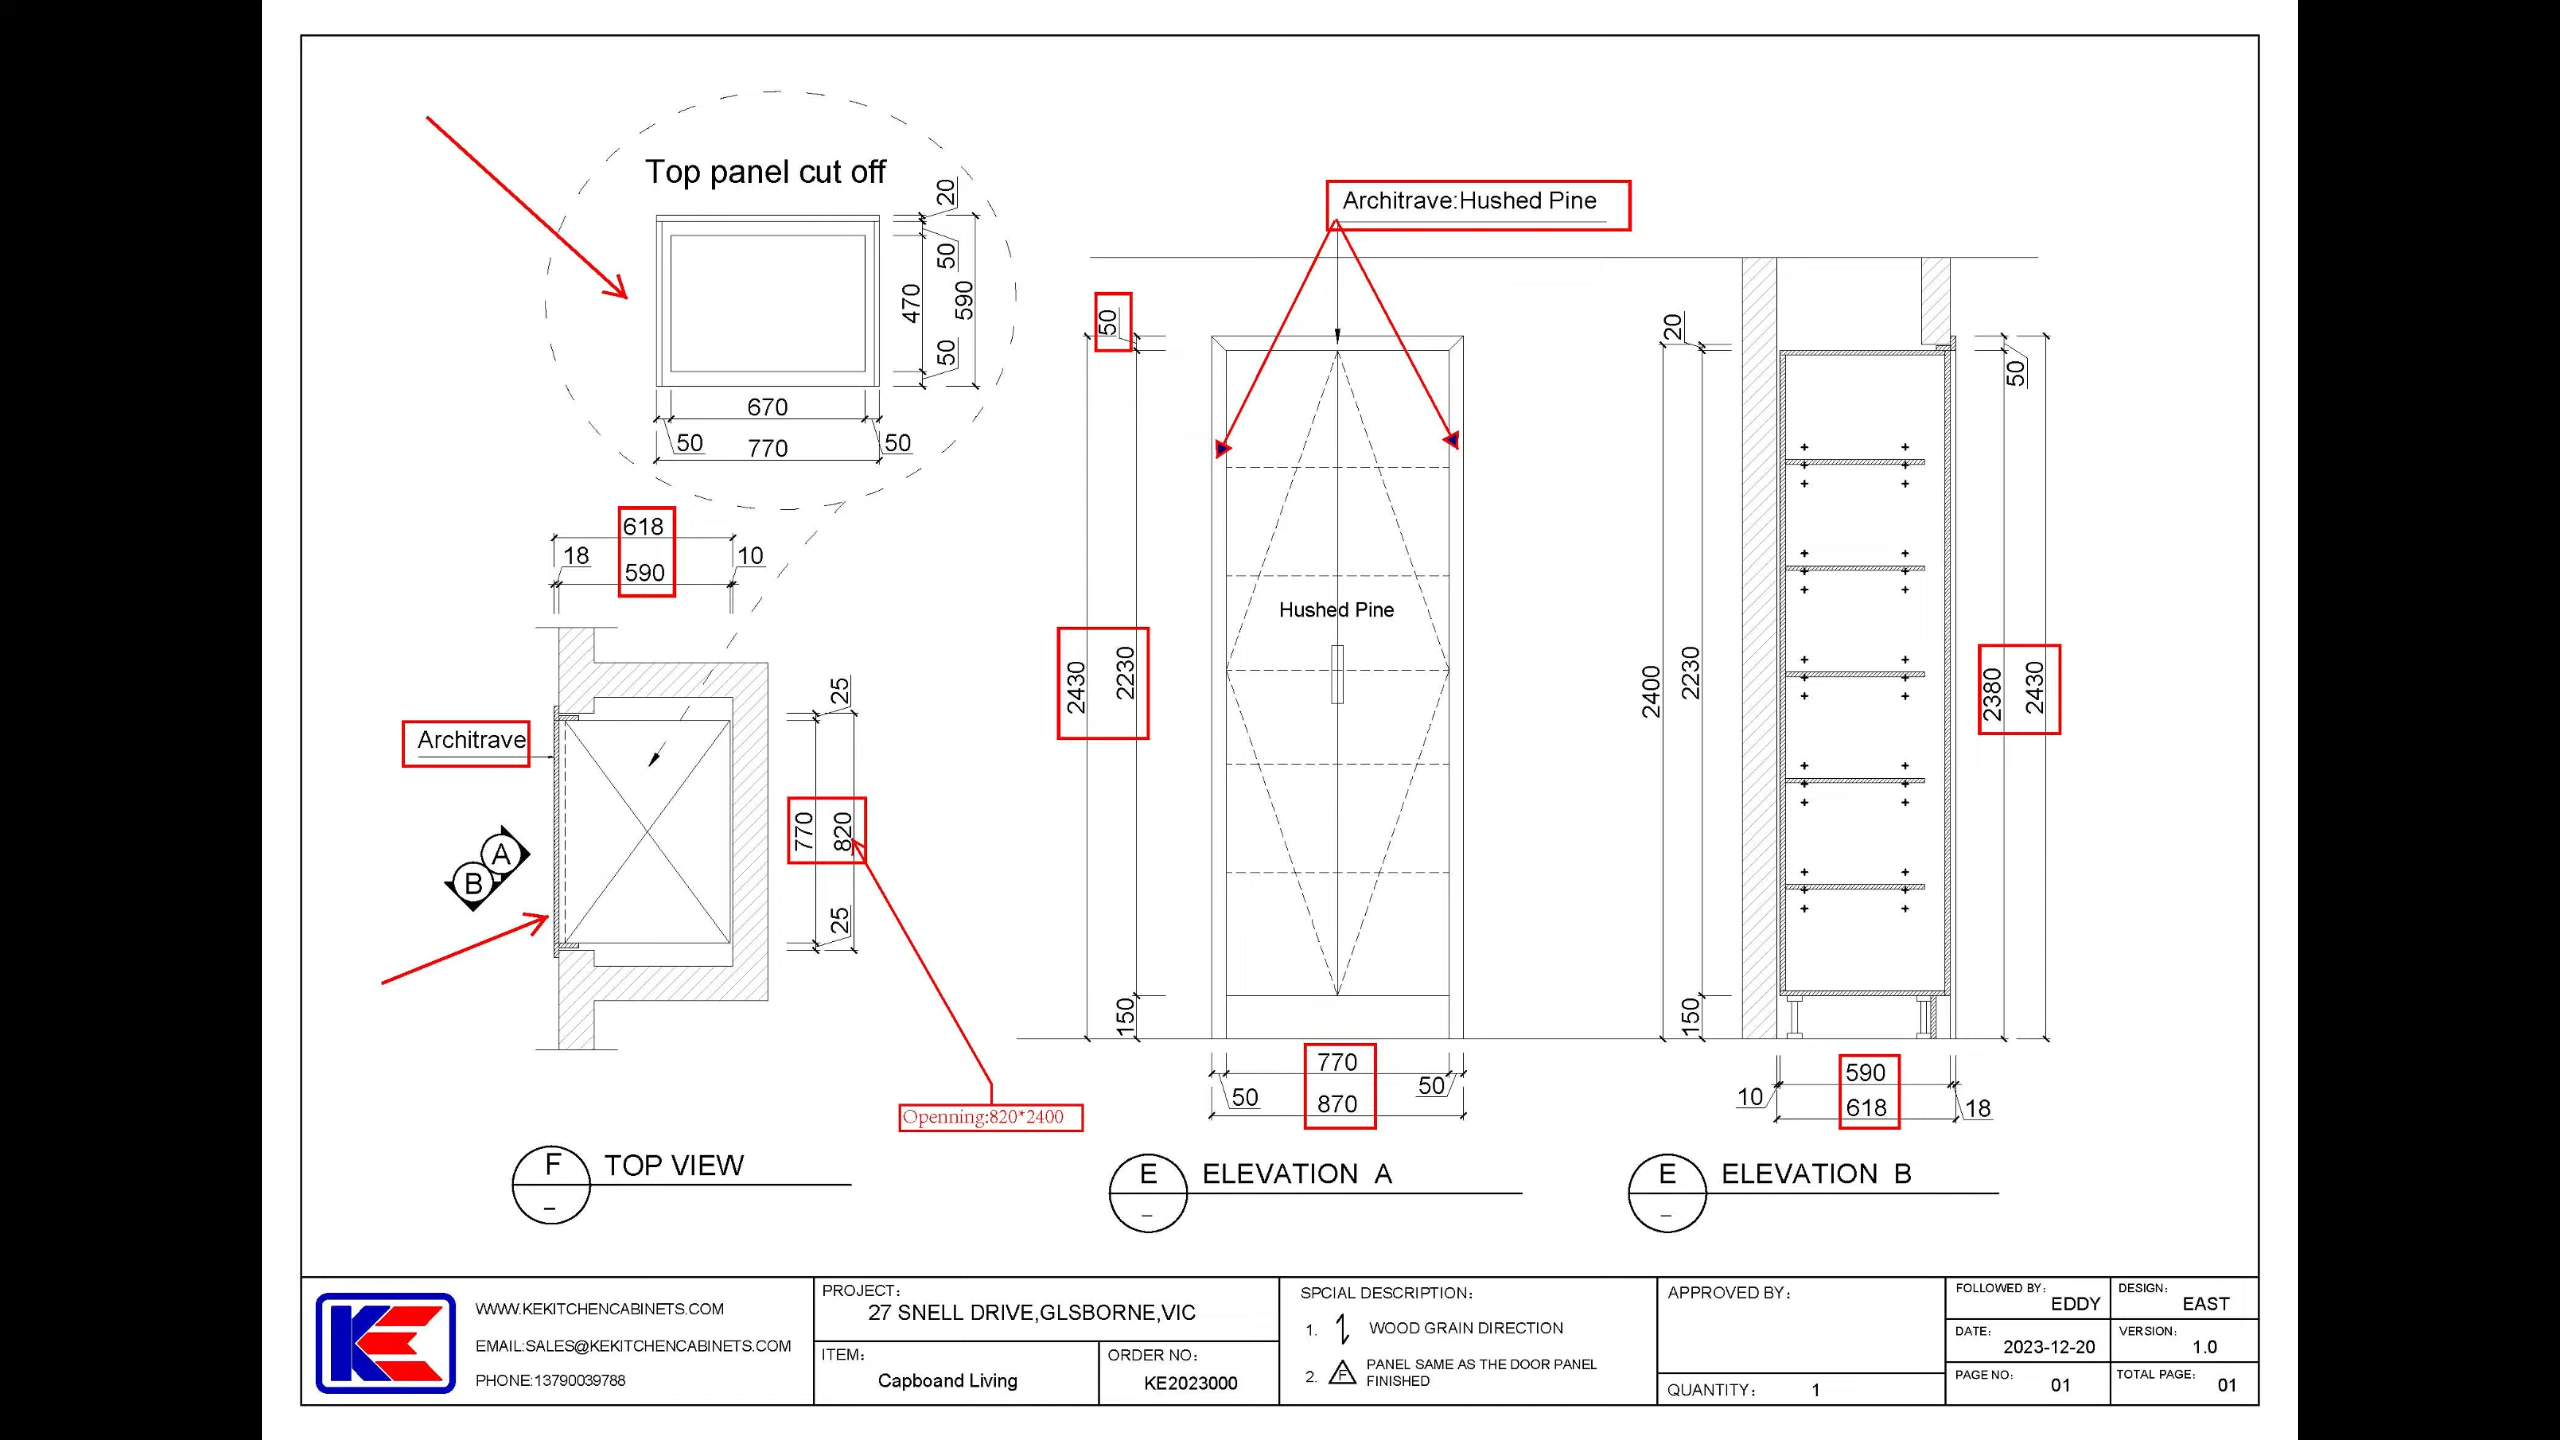 Top panel cut off
20
50
470
590
50
670
50
770
50
618
18
10
590
Architrave
25
770
820
25
A
B
Openning:820*2400
F
TOP VIEW
–
Architrave:Hushed Pine
50
2430
2230
Hushed Pine
150
770
50
50
870
E
ELEVATION A
–
20
50
2400
2230
2380
2430
150
590
10
618
18
E
ELEVATION B
–
KE
WWW.KEKITCHENCABINETS.COM
EMAIL:SALES@KEKITCHENCABINETS.COM
PHONE:13790039788
PROJECT:
27 SNELL DRIVE,GLSBORNE,VIC
ITEM:
Capboand Living
ORDER NO:
KE2023000
SPCIAL DESCRIPTION:
1. WOOD GRAIN DIRECTION
2. F PANEL SAME AS THE DOOR PANEL
FINISHED
APPROVED BY:
QUANTITY: 1
FOLLOWED BY:
EDDY
DESIGN:
EAST
DATE:
2023-12-20
VERSION:
1.0
PAGE NO:
01
TOTAL PAGE:
01